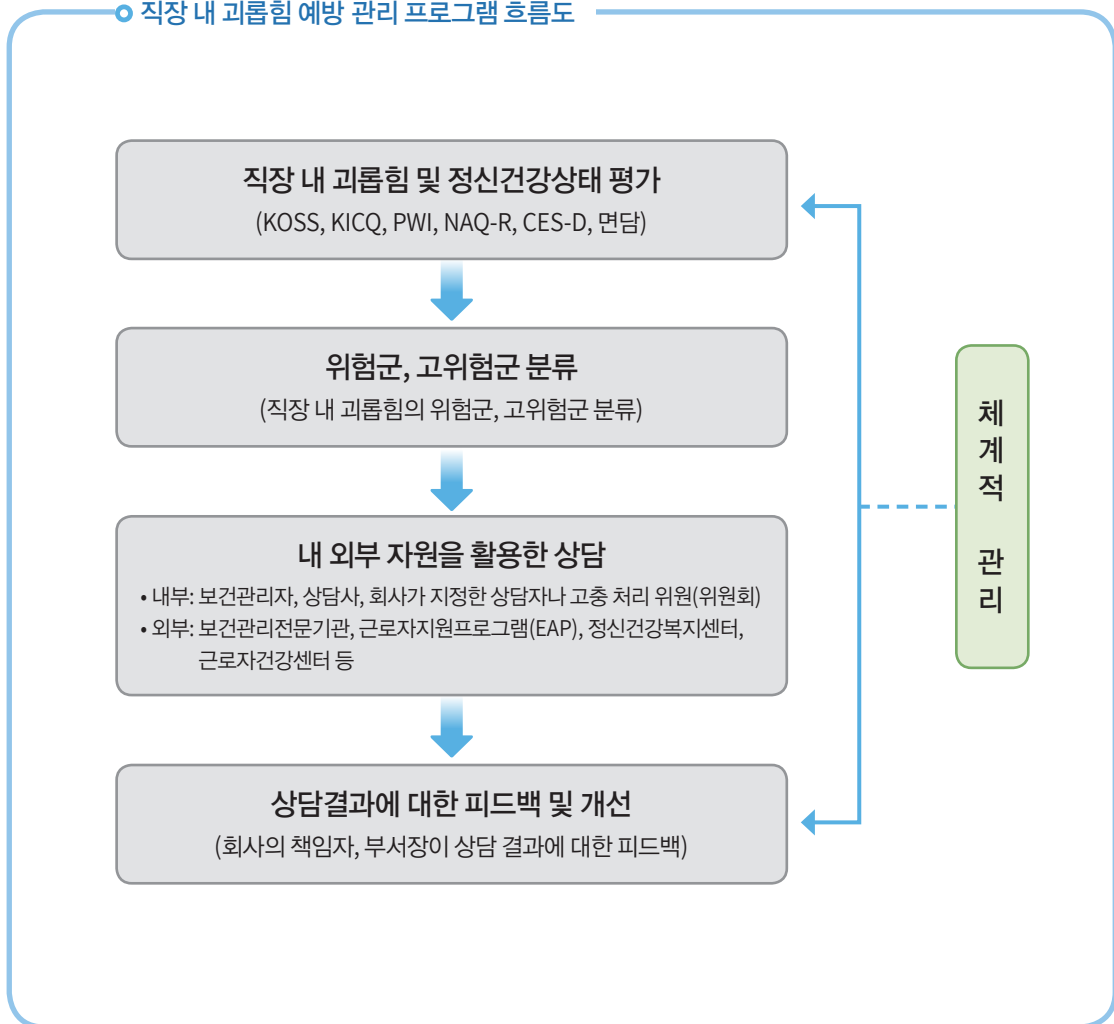 직장 내 괴롭힘 예방 관리 프로그램 흐름도
직장 내 괴롭힘 및 정신건강상태 평가
(KOSS, KICQ, PWI, NAQ-R, CES-D, 면담)
위험군, 고위험군 분류
(직장 내 괴롭힘의 위험군, 고위험군 분류)
내 외부 자원을 활용한 상담
• 내부: 보건관리자, 상담사, 회사가 지정한 상담자나 고충 처리 위원(위원회)
• 외부: 보건관리전문기관, 근로자지원프로그램(EAP), 정신건강복지센터,
근로자건강센터 등
상담결과에 대한 피드백 및 개선
(회사의 책임자, 부서장이 상담 결과에 대한 피드백)
체계적 관리